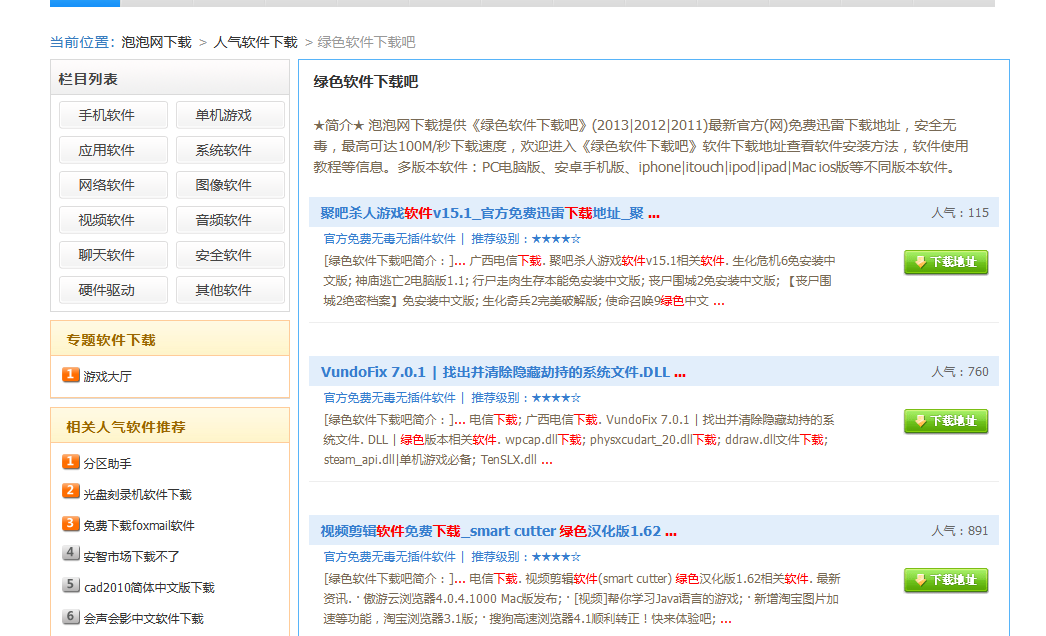 当前位置：泡泡网下载 > 人气软件下载 > 绿色软件下载吧
栏目列表
手机软件 单机游戏
应用软件 系统软件
网络软件 图像软件
视频软件 音频软件
聊天软件 安全软件
硬件驱动 其他软件
专题软件下载
1 游戏大厅
相关人气软件推荐
1 分区助手
2 光盘刻录机软件下载
3 免费下载foxmail软件
4 安智市场下载不了
5 cad2010简体中文版下载
6 会声会影中文软件下载
绿色软件下载吧
★简介★ 泡泡网下载提供《绿色软件下载吧》(2013|2012|2011)最新官方(网)免费迅雷下载地址，安全无
毒，最高可达100M/秒下载速度，欢迎进入《绿色软件下载吧》软件下载地址查看软件安装方法，软件使用
教程等信息。多版本软件：PC电脑版、安卓手机版、iphone|itouch|ipod|ipad|Mac ios版等不同版本软件。
聚吧杀人游戏软件v15.1_官方免费迅雷下载地址_聚 ... 人气：115
官方免费无毒无插件软件 | 推荐级别：★★★★☆
[绿色软件下载吧简介：]... 广西电信下载. 聚吧杀人游戏软件v15.1相关软件. 生化危机6免安装中
文版; 神庙逃亡2电脑版1.1; 行尸走肉生存本能免安装中文版; 丧尸围城2免安装中文版; 【丧尸围
城2绝密档案】免安装中文版; 生化奇兵2完美破解版; 使命召唤9绿色中文 ...
下载地址
VundoFix 7.0.1 | 找出并清除隐藏劫持的系统文件.DLL ... 人气：760
官方免费无毒无插件软件 | 推荐级别：★★★★☆
[绿色软件下载吧简介：]... 电信下载; 广西电信下载. VundoFix 7.0.1 | 找出并清除隐藏劫持的系
统文件. DLL | 绿色版本相关软件. wpcap.dll下载; physxcudart_20.dll下载; ddraw.dll文件下载;
steam_api.dll|单机游戏必备; TenSLX.dll ...
下载地址
视频剪辑软件免费下载_smart cutter 绿色汉化版1.62 ... 人气：891
官方免费无毒无插件软件 | 推荐级别：★★★★☆
[绿色软件下载吧简介：]... 电信下载. 视频剪辑软件(smart cutter) 绿色汉化版1.62相关软件. 最新
资讯. · 傲游云浏览器4.0.4.1000 Mac版发布; · [视频]帮你学习Java语言的游戏; · 新增淘宝图片加
速等功能，淘宝浏览器3.1版; · 搜狗高速浏览器4.1顺利转正！快来体验吧; ...
下载地址